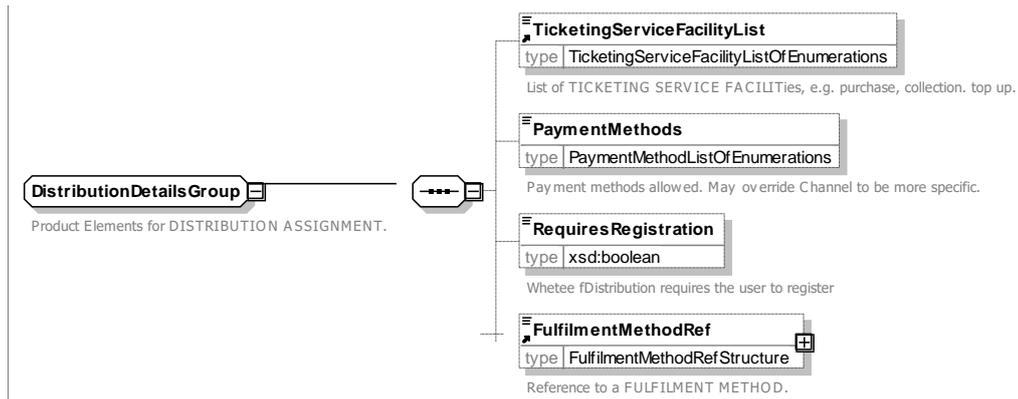 TicketingServiceFacilityList
type TicketingServiceFacilityListOfEnumerations
List of TICKETING SERVICE FACILITies, e.g. purchase, collection. top up.
PaymentMethods
type PaymentMethodListOfEnumerations
Payment methods allowed. May override Channel to be more specific.
DistributionDetailsGroup
Product Elements for DISTRIBUTION ASSIGNMENT.
RequiresRegistration
type xsd:boolean
Whetee fDistribution requires the user to register
FulfilmentMethodRef
type FulfilmentMethodRefStructure
Reference to a FULFILMENT METHOD.